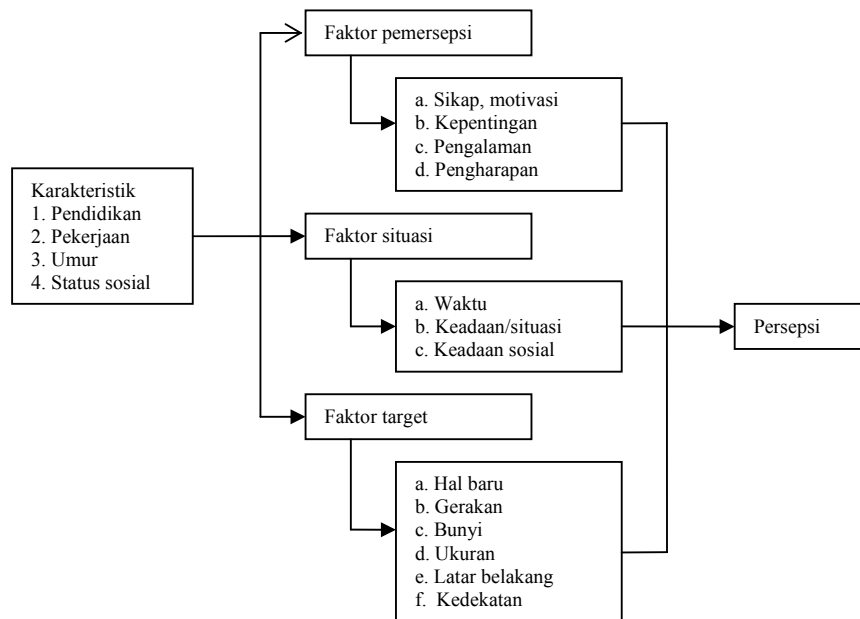 Faktor pemersepsi
a. Sikap, motivasi
b. Kepentingan
c. Pengalaman
d. Pengharapan
Karakteristik
1. Pendidikan
2. Pekerjaan
3. Umur
4. Status sosial
Faktor situasi
a. Waktu
b. Keadaan/situasi
c. Keadaan sosial
Persepsi
Faktor target
a. Hal baru
b. Gerakan
c. Bunyi
d. Ukuran
e. Latar belakang
f. Kedekatan